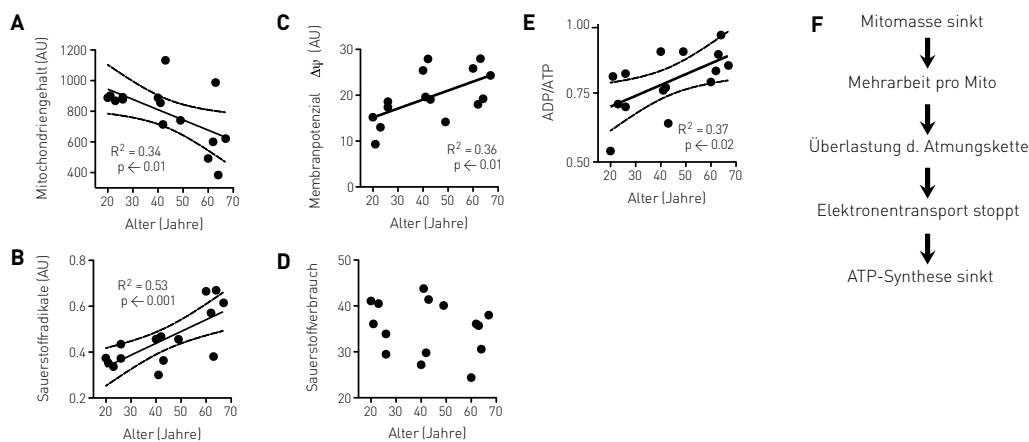 A
Mitochondriengehalt (AU)
1200
1000
800
600
400
R² = 0.34
p ← 0.01
20 30 40 50 60 70
Alter (Jahre)
B
Sauerstoffradikale (AU)
0.8
0.6
0.4
0.2
R² = 0.53
p ← 0.001
20 30 40 50 60 70
Alter (Jahre)
C
Membranpotenzial Δψ (AU)
30
20
10
0
R² = 0.36
p ← 0.01
20 30 40 50 60 70
Alter (Jahre)
D
Sauerstoffverbrauch
50
40
30
20
20 30 40 50 60 70
Alter (Jahre)
E
ADP/ATP
1.00
0.75
0.50
R² = 0.37
p ← 0.02
20 30 40 50 60 70
Alter (Jahre)
F
Mitomasse sinkt
Mehrarbeit pro Mito
Überlastung d. Atmungskette
Elektronentransport stoppt
ATP-Synthese sinkt